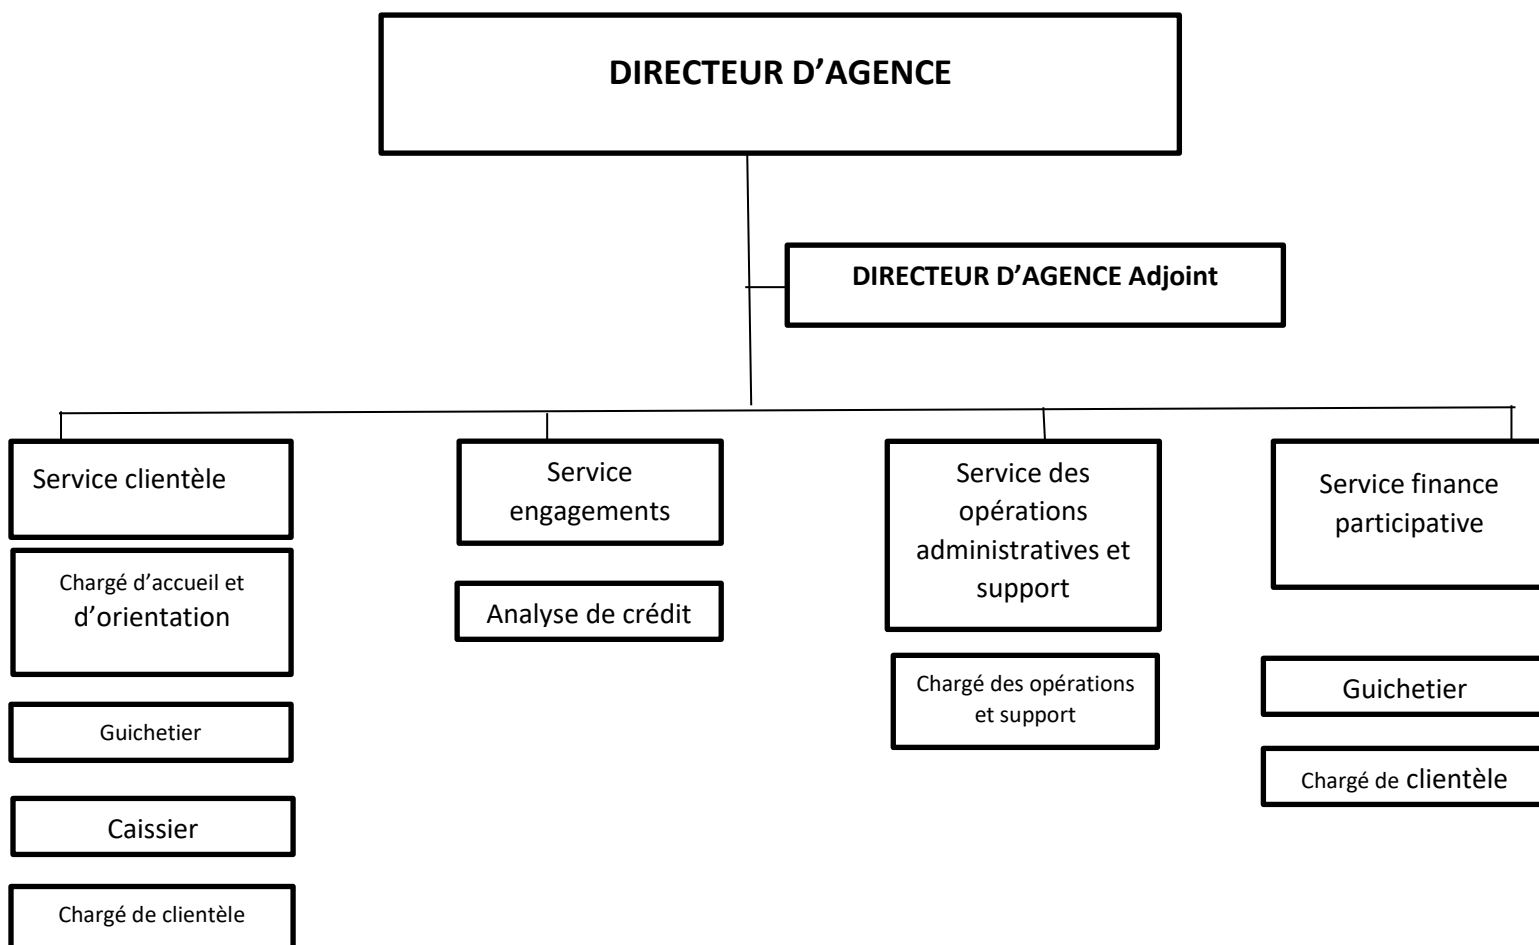 DIRECTEUR D’AGENCE
DIRECTEUR D’AGENCE Adjoint
Service clientèle
Chargé d’accueil et
d’orientation
Guichetier
Caissier
Chargé de clientèle
Service
engagements
Analyse de crédit
Service des
opérations
administratives et
support
Chargé des opérations
et support
Service finance
participative
Guichetier
Chargé de clientèle